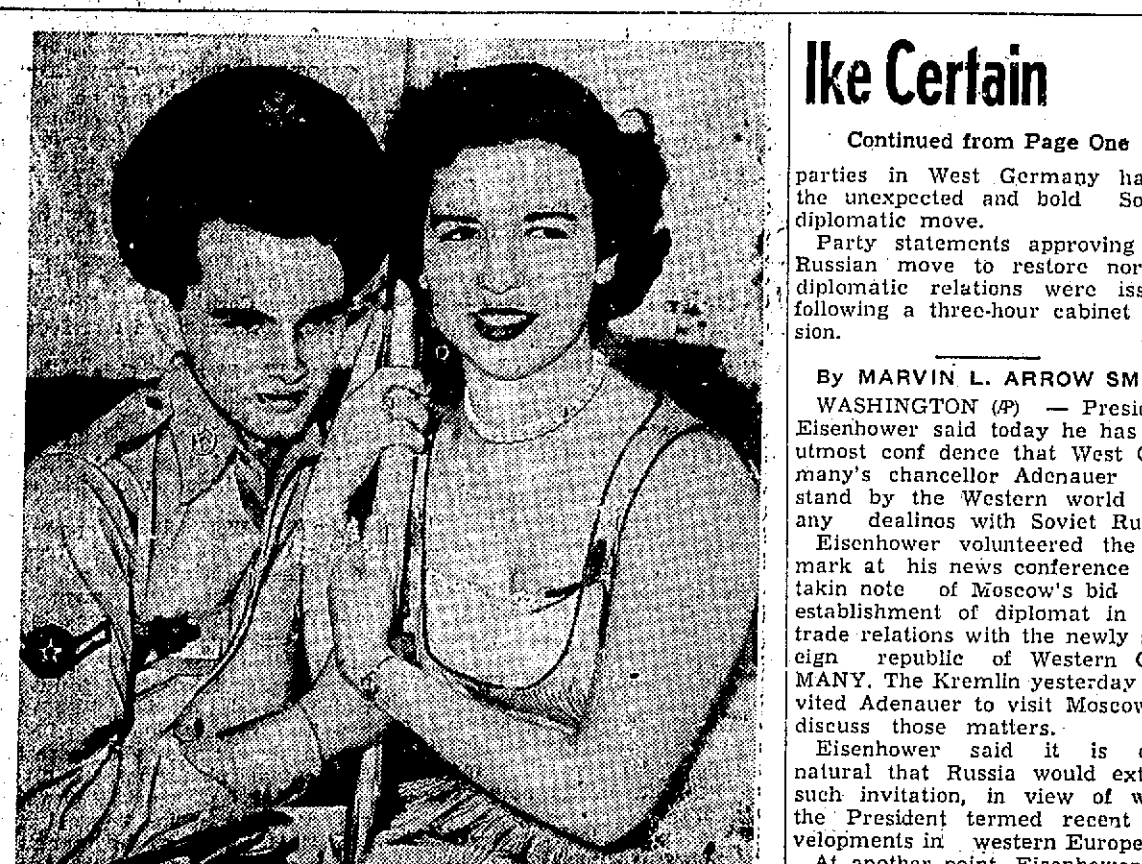 Ike Certain
Continued from Page One
parties in West Germany ha
the unexpected and bold So
diplomatic move.
Party statements approving
Russian move to restore nor
diplomatic relations were iss
following a three-hour cabinet
sion.
By MARVIN L. ARROW SM
WASHINGTON (AP) — Presid
Eisenhower said today he has
utmost conf dence that West G
many's chancellor Adenauer
stand by the Western world
any dealinos with Soviet Ru
Eisenhower volunteered the
mark at his news conference
takin note of Moscow's bid
establishment of diplomat in
trade relations with the newly s
eign republic of Western G
MANY. The Kremlin yesterday
vited Adenauer to visit Moscow
discuss those matters.
Eisenhower said it is
natural that Russia would ext
such invitation, in view of w
the President termed recent
velopments in western Europe
At another point Eisenhower